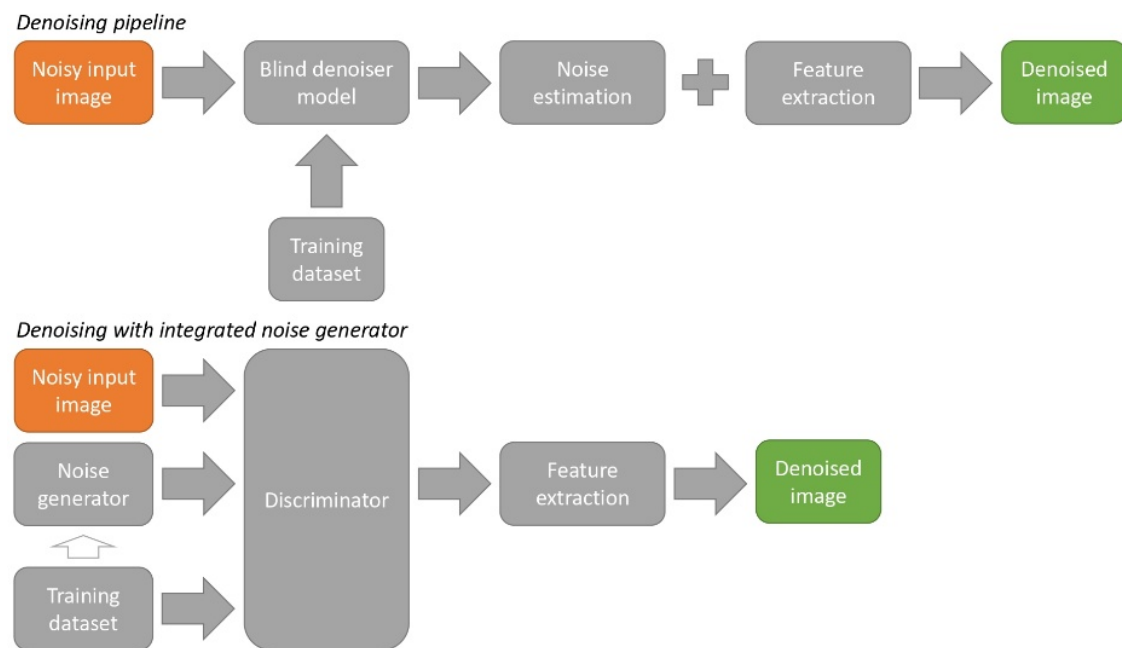 Denoising pipeline
Noisy input
image
Blind denoiser
model
Noise
estimation
Feature
extraction
Denoised
image
Training
dataset
Denoising with integrated noise generator
Noisy input
image
Noise
generator
Training
dataset
Discriminator
Feature
extraction
Denoised
image